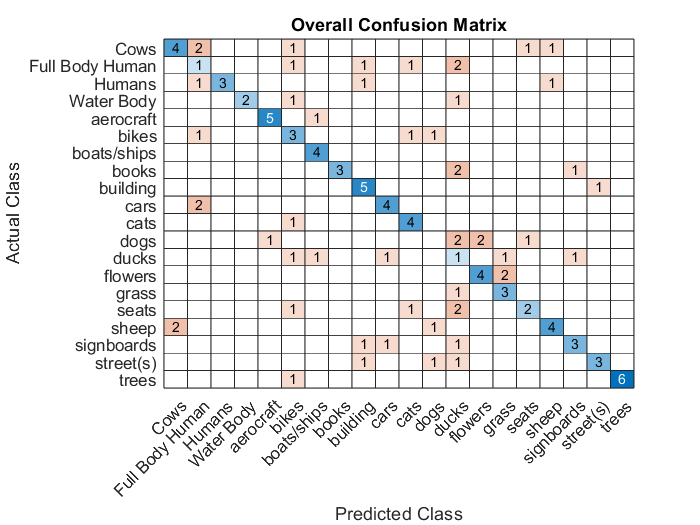 Overall Confusion Matrix
Cows 4 2 1 1 1
Full Body Human 1 1 1 1 2
Humans 1 3 1 1
Water Body 2 1 1
aerocraft 5 1
bikes 1 3 1 1
boats/ships 4
books 3 2 1
building 5 1
cars 2 4
cats 1 4
dogs 1 2 2 1
ducks 1 1 1 1 1 1
flowers 4 2
grass 1 3
seats 1 1 2 2
sheep 2 1 4
signboards 1 1 1 3
street(s) 1 1 1 3
trees 1 6
Actual Class
Cows
Full Body Human
Humans
Water Body
aerocraft
bikes
boats/ships
books
building
cars
cats
dogs
ducks
flowers
grass
seats
sheep
signboards
street(s)
trees
Predicted Class